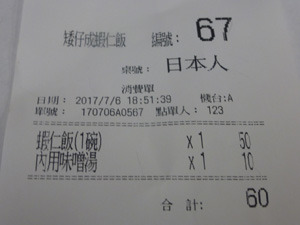 矮仔成蝦仁飯 編號: 67
桌號: 日本人
消費單
日期: 2017/7/6 18:51:39 機台:A
單號: 170706A0567 點單人: 123
蝦仁飯(1碗) X 1 50
內用味噌湯 X 1 10
合計: 60